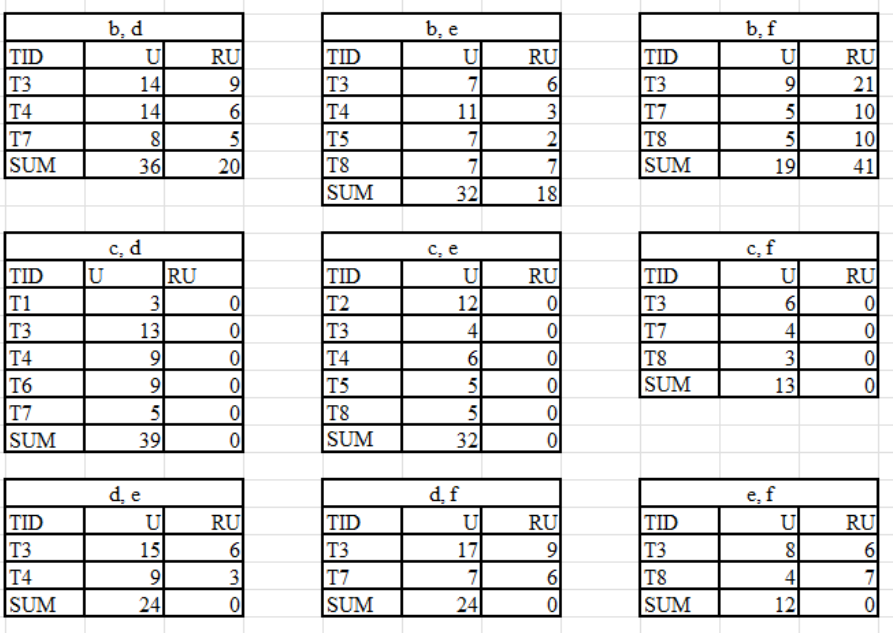 b, d b, e b, f
TID U RU TID U RU TID U RU
T3 14 9 T3 7 6 T3 9 21
T4 14 6 T4 11 3 T7 5 10
T7 8 5 T5 7 2 T8 5 10
SUM 36 20 T8 7 7 SUM 19 41
SUM 32 18
c, d c, e c, f
TID U RU TID U RU TID U RU
T1 3 0 T2 12 0 T3 6 0
T3 13 0 T3 4 0 T7 4 0
T4 9 0 T4 6 0 T8 3 0
T6 9 0 T5 5 0 SUM 13 0
T7 5 0 T8 5 0
SUM 39 0 SUM 32 0
d, e d, f e, f
TID U RU TID U RU TID U RU
T3 15 6 T3 17 9 T3 8 6
T4 9 3 T7 7 6 T8 4 7
SUM 24 0 SUM 24 0 SUM 12 0